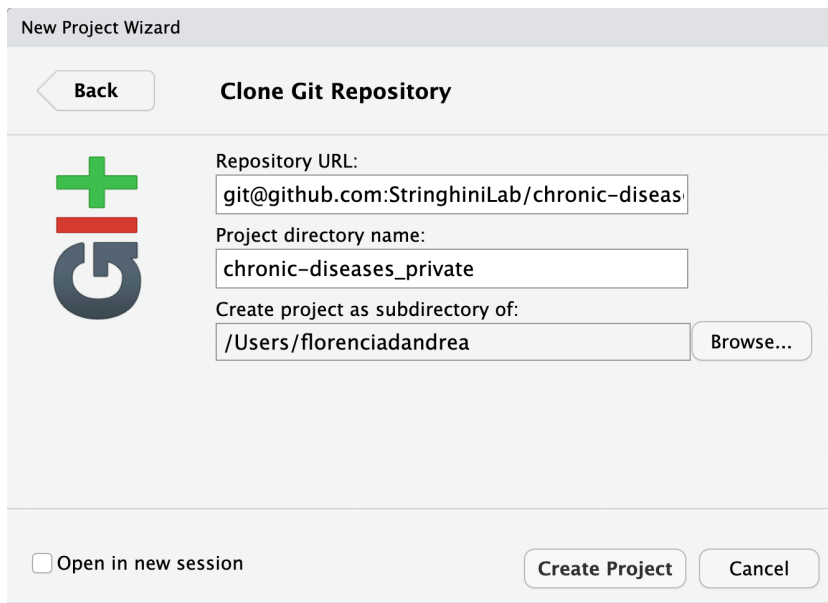 New Project Wizard
Back
Clone Git Repository
git
Repository URL:
git@github.com:StringhiniLab/chronic-diseas
Project directory name:
chronic-diseases_private
Create project as subdirectory of:
/Users/florenciadandrea
Browse...
Open in new session
Create Project
Cancel